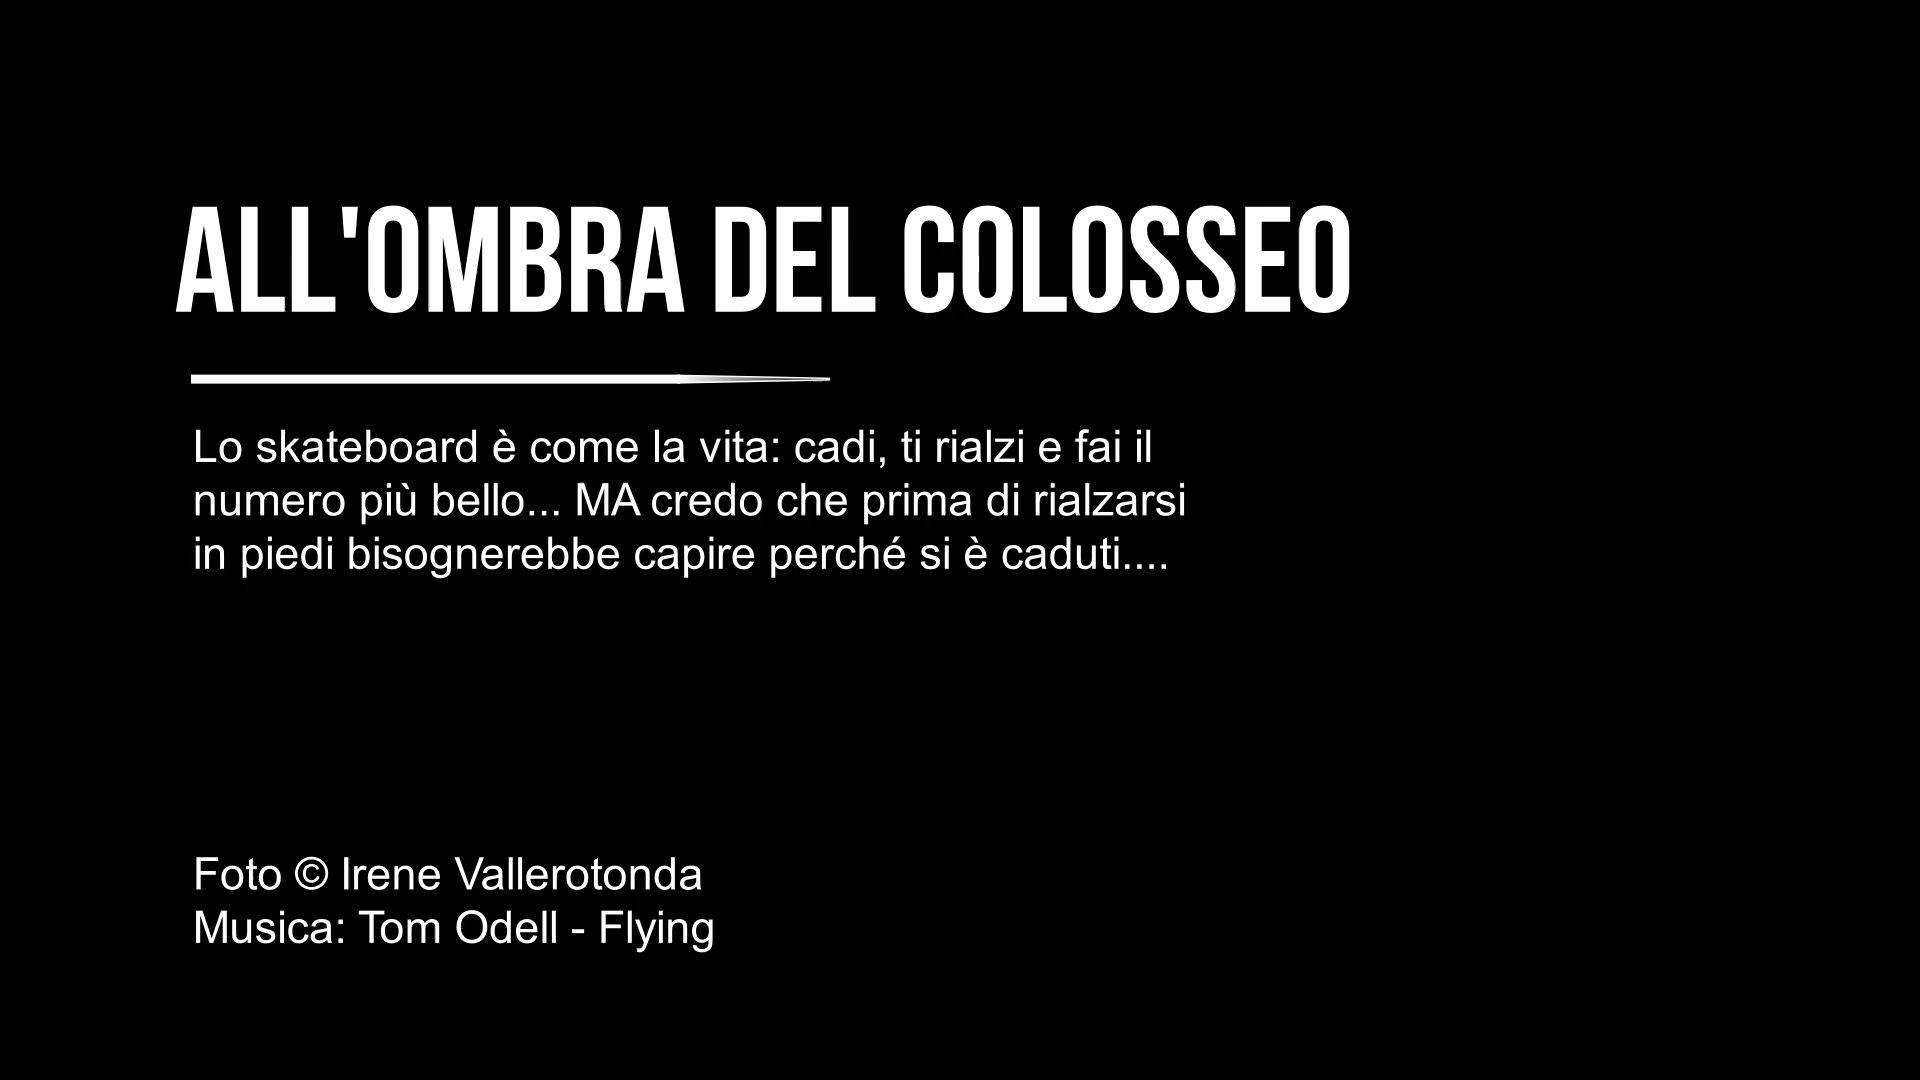 ALL'OMBRA DEL COLOSSEO
Lo skateboard è come la vita: cadi, ti rialzi e fai il
numero più bello... MA credo che prima di rialzarsi
in piedi bisognerebbe capire perché si è caduti....
Foto © Irene Vallerotonda
Musica: Tom Odell - Flying